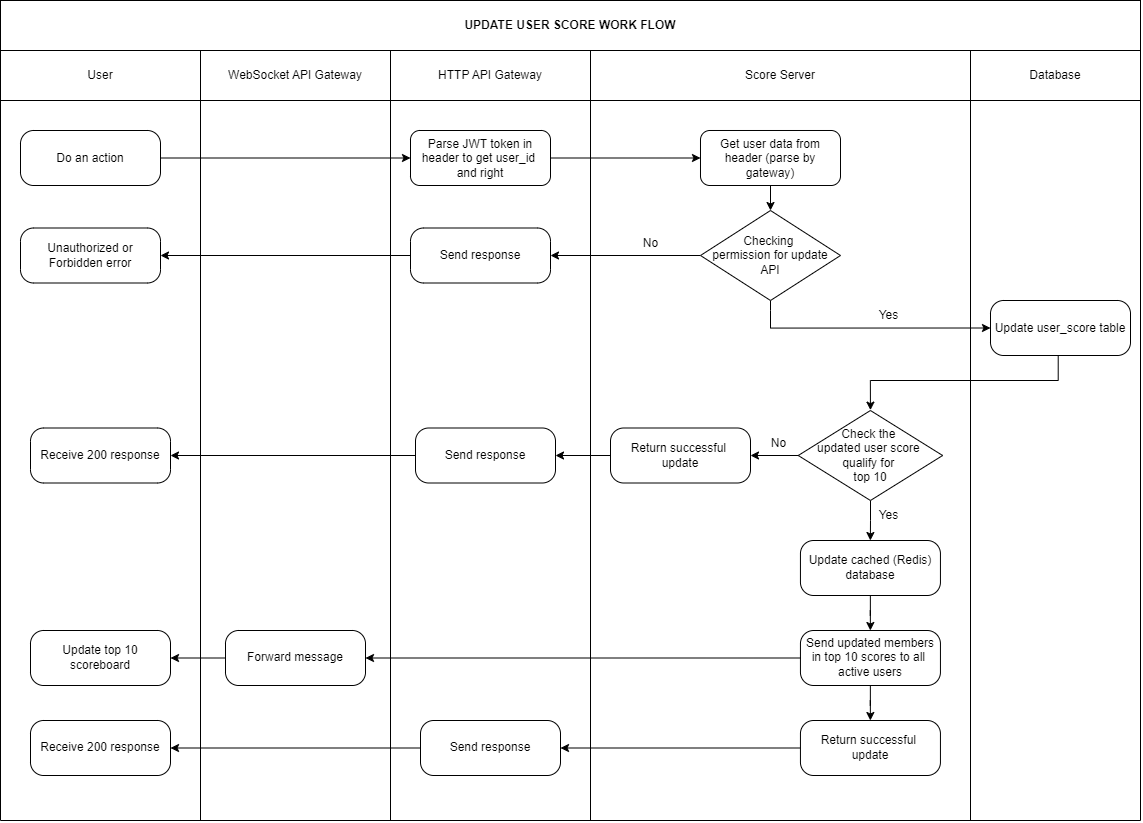 UPDATE USER SCORE WORK FLOW
User
WebSocket API Gateway
HTTP API Gateway
Score Server
Database
Do an action
Parse JWT token in
header to get user_id
and right
Get user data from
header (parse by
gateway)
Unauthorized or
Forbidden error
Send response
No
Checking
permission for update
API
Yes
Update user_score table
Receive 200 response
Send response
Return successful
update
No
Check the
updated user score
qualify for
top 10
Yes
Update cached (Redis)
database
Update top 10
scoreboard
Forward message
Send updated members
in top 10 scores to all
active users
Receive 200 response
Send response
Return successful
update